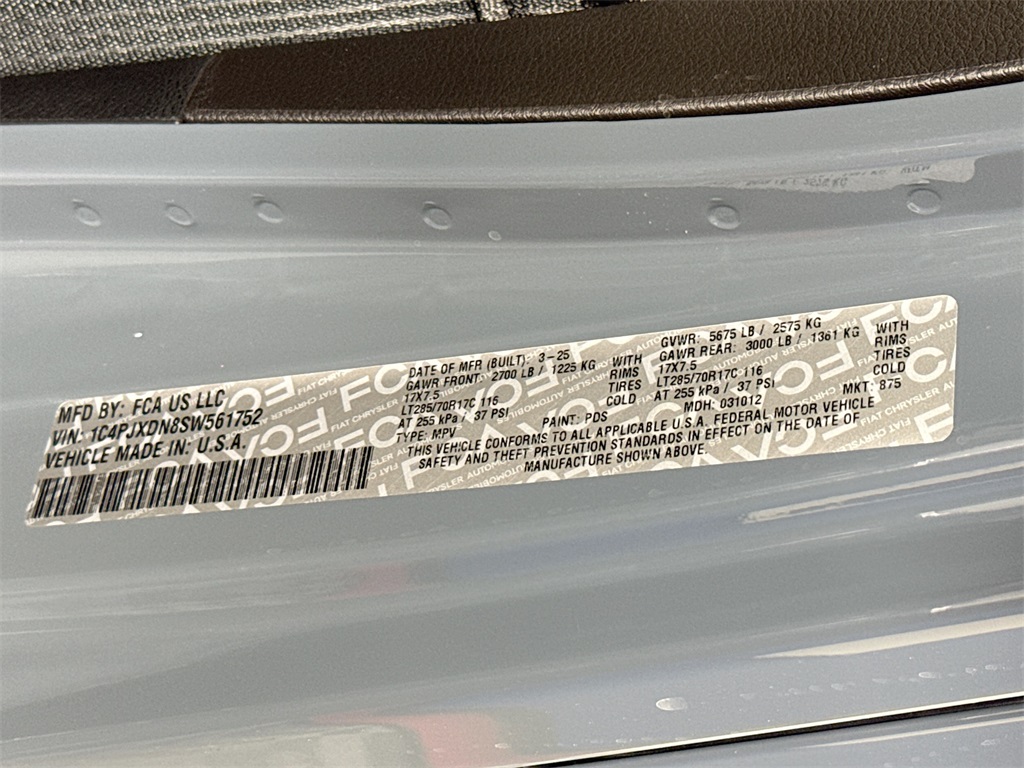 MFD BY: FCA US LLC
VIN: 1C4PJXDN8SW561752
VEHICLE MADE IN: U.S.A.
DATE OF MFR (BUILT): 3-25
GAWR FRONT: 2700 LB / 1225 KG WITH
17X7.5 RIMS
LT285/70R17C 116 TIRES
AT 255 kPa / 37 PSI COLD
TYPE: MPV
PAINT: PDS
GVWR: 5675 LB / 2575 KG
GAWR REAR: 3000 LB / 1361 KG WITH
17X7.5 RIMS
LT285/70R17C 116 TIRES
AT 255 kPa / 37 PSI COLD
MDH: 031012
MKT: 875
THIS VEHICLE CONFORMS TO ALL APPLICABLE U.S.A. FEDERAL MOTOR VEHICLE
SAFETY AND THEFT PREVENTION STANDARDS IN EFFECT ON THE DATE OF
MANUFACTURE SHOWN ABOVE.